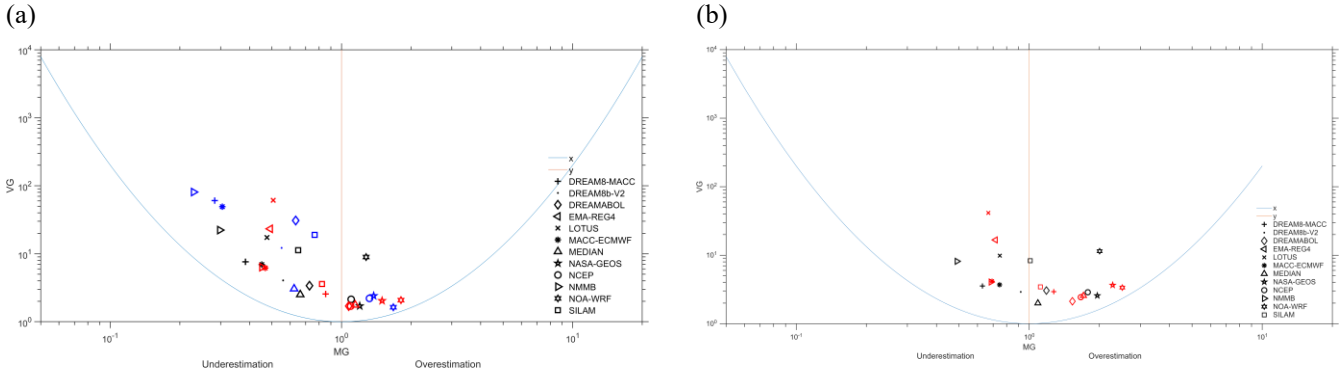 (a)
(b)
10^4
10^3
10^2
10^1
10^0
VG
10^-1
10^0
10^1
MG
Underestimation
Overestimation
x
y
DREAM8-MACC
DREAM8b-V2
DREAMABOL
EMA-REG4
LOTUS
MACC-ECMWF
MEDIAN
NASA-GEOS
NCEP
NMMB
NOA-WRF
SILAM
10^4
10^3
10^2
10^1
10^0
VG
10^-1
10^0
10^1
MG
Underestimation
Overestimation
x
y
DREAM8-MACC
DREAM8b-V2
DREAMABOL
EMA-REG4
LOTUS
MACC-ECMWF
MEDIAN
NASA-GEOS
NCEP
NMMB
NOA-WRF
SILAM